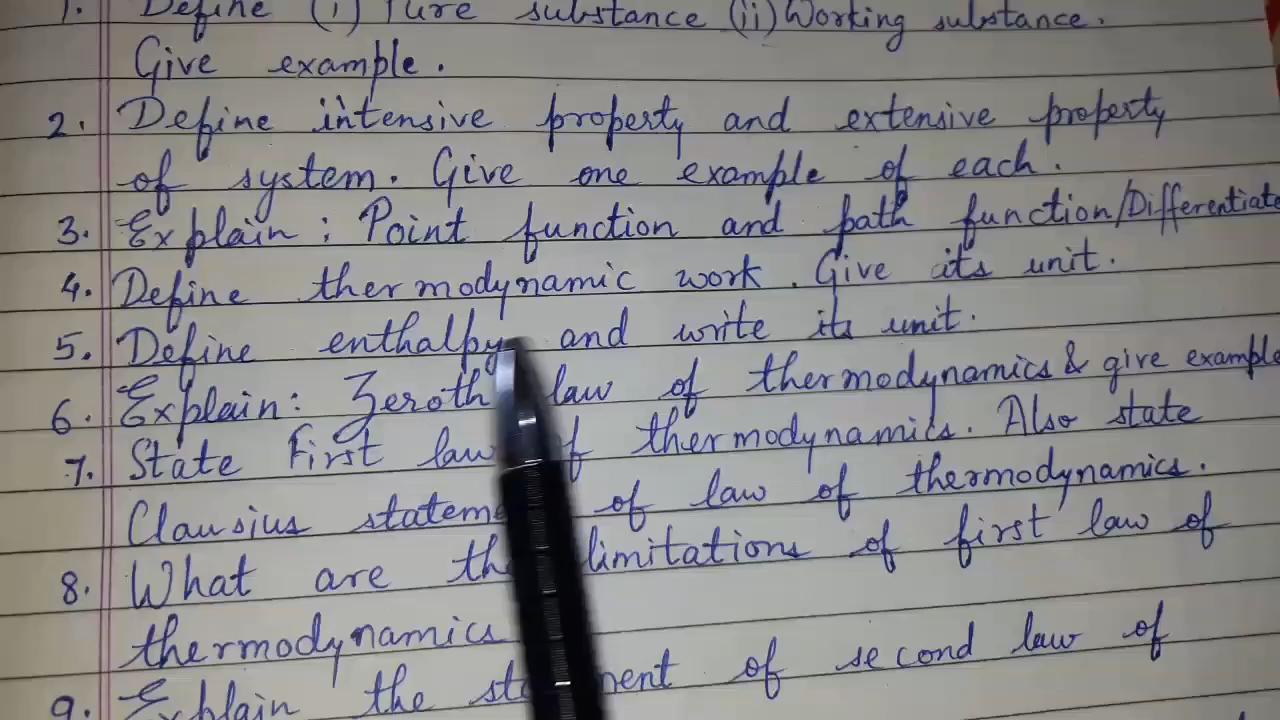 1. Define (i) Pure substance (ii) Working substance.
Give example.
2. Define intensive property and extensive property
of system. Give one example of each.
3. Explain: Point function and path function/Differentiate
4. Define thermodynamic work. Give its unit.
5. Define enthalpy and write its unit.
6. Explain: Zeroth law of thermodynamics & give example
7. State First law of thermodynamics. Also state
Clausius statem of law of thermodynamics.
8. What are the limitations of first law of
thermodynamics
9. Explain the statement of second law of